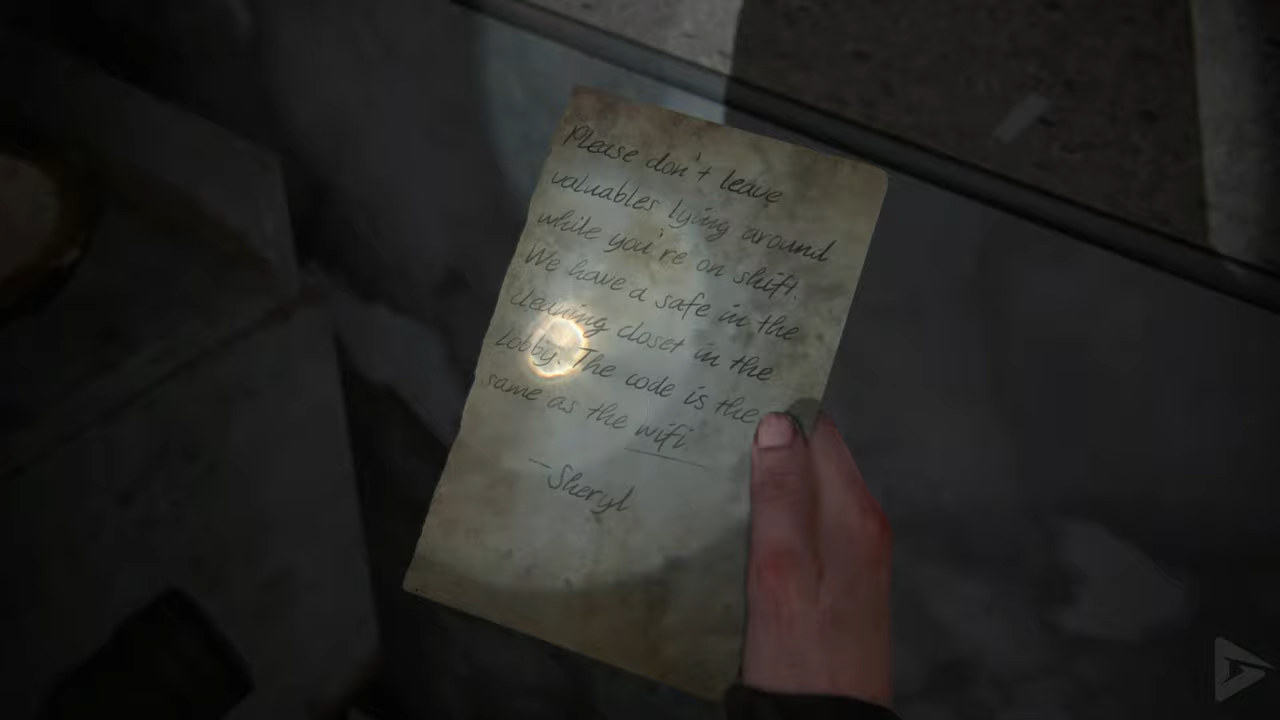 Please don't leave
valuables lying around
while you're on shift.
We have a safe in the
cleaning closet in the
lobby. The code is the
same as the wifi
—Sheryl